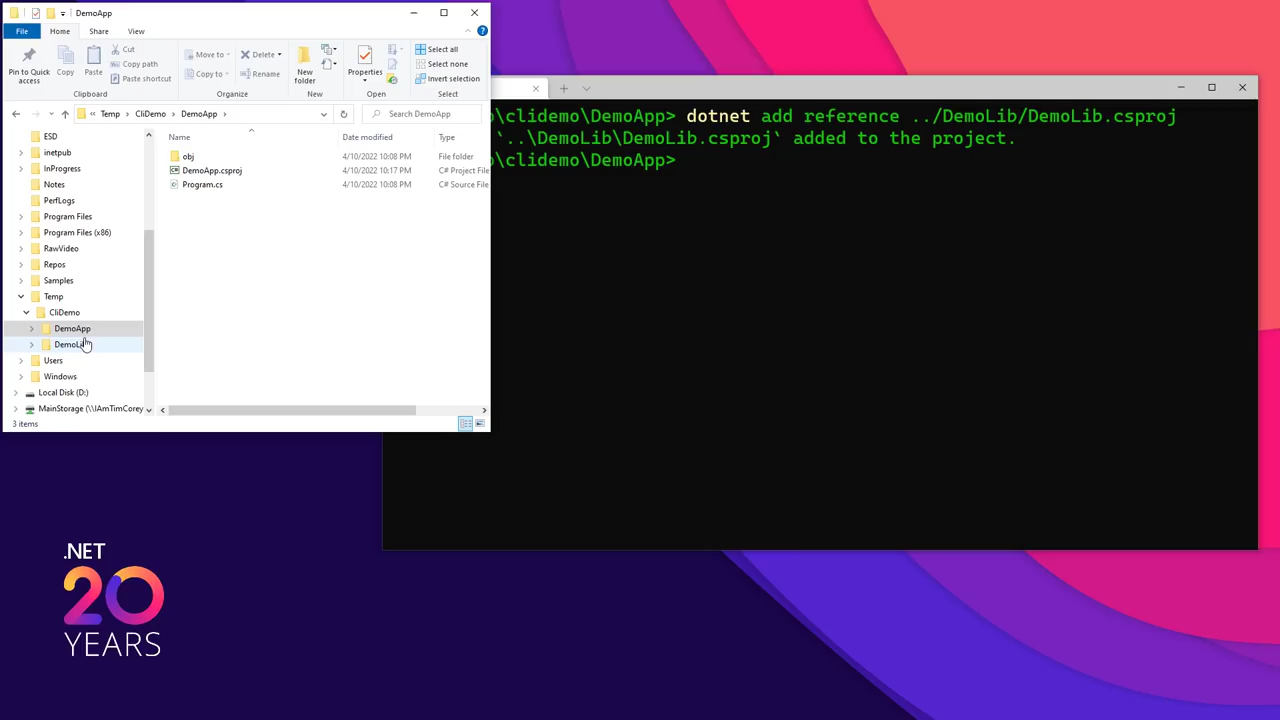 DemoApp
File Home Share View
Pin to Quick access
Copy
Paste
Cut
Copy path
Paste shortcut
Clipboard
Move to
Copy to
Delete
Rename
Organize
New folder
New
Properties
Open
Select all
Select none
Invert selection
Select
« Temp > CliDemo > DemoApp >
Search DemoApp
ESD
inetpub
InProgress
Notes
PerfLogs
Program Files
Program Files (x86)
RawVideo
Repos
Samples
Temp
CliDemo
DemoApp
Users
Windows
Local Disk (D:)
MainStorage (\\IAmTimCorey
Name Date modified Type
obj 4/10/2022 10:08 PM File folder
DemoApp.csproj 4/10/2022 10:17 PM C# Project File
Program.cs 4/10/2022 10:08 PM C# Source File
3 items
\clidemo\DemoApp> dotnet add reference ../DemoLib/DemoLib.csproj
`..\DemoLib\DemoLib.csproj` added to the project.
\clidemo\DemoApp>
.NET
20
YEARS